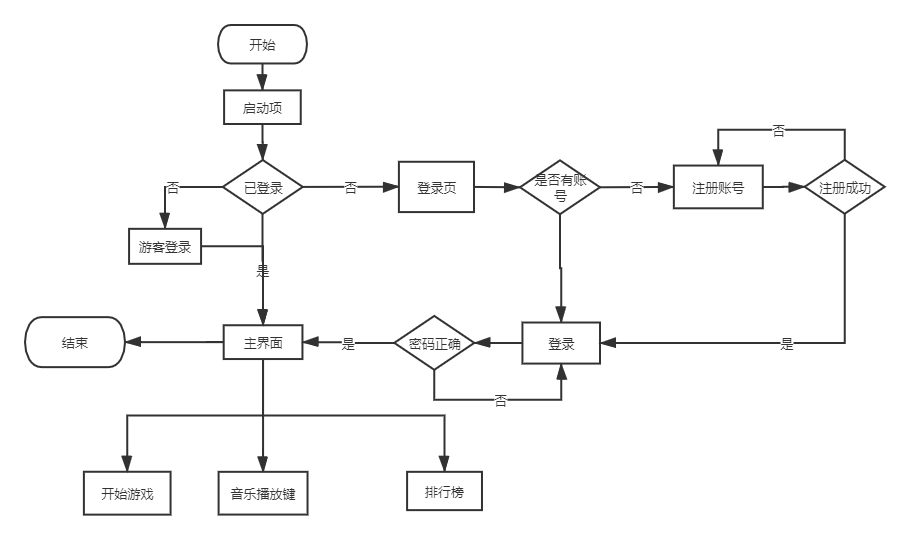 开始
启动项
否
已登录
否
登录页
是否有账
号
否
注册账号
否
注册成功
游客登录
是
结束
主界面
是
密码正确
登录
是
否
开始游戏
音乐播放键
排行榜